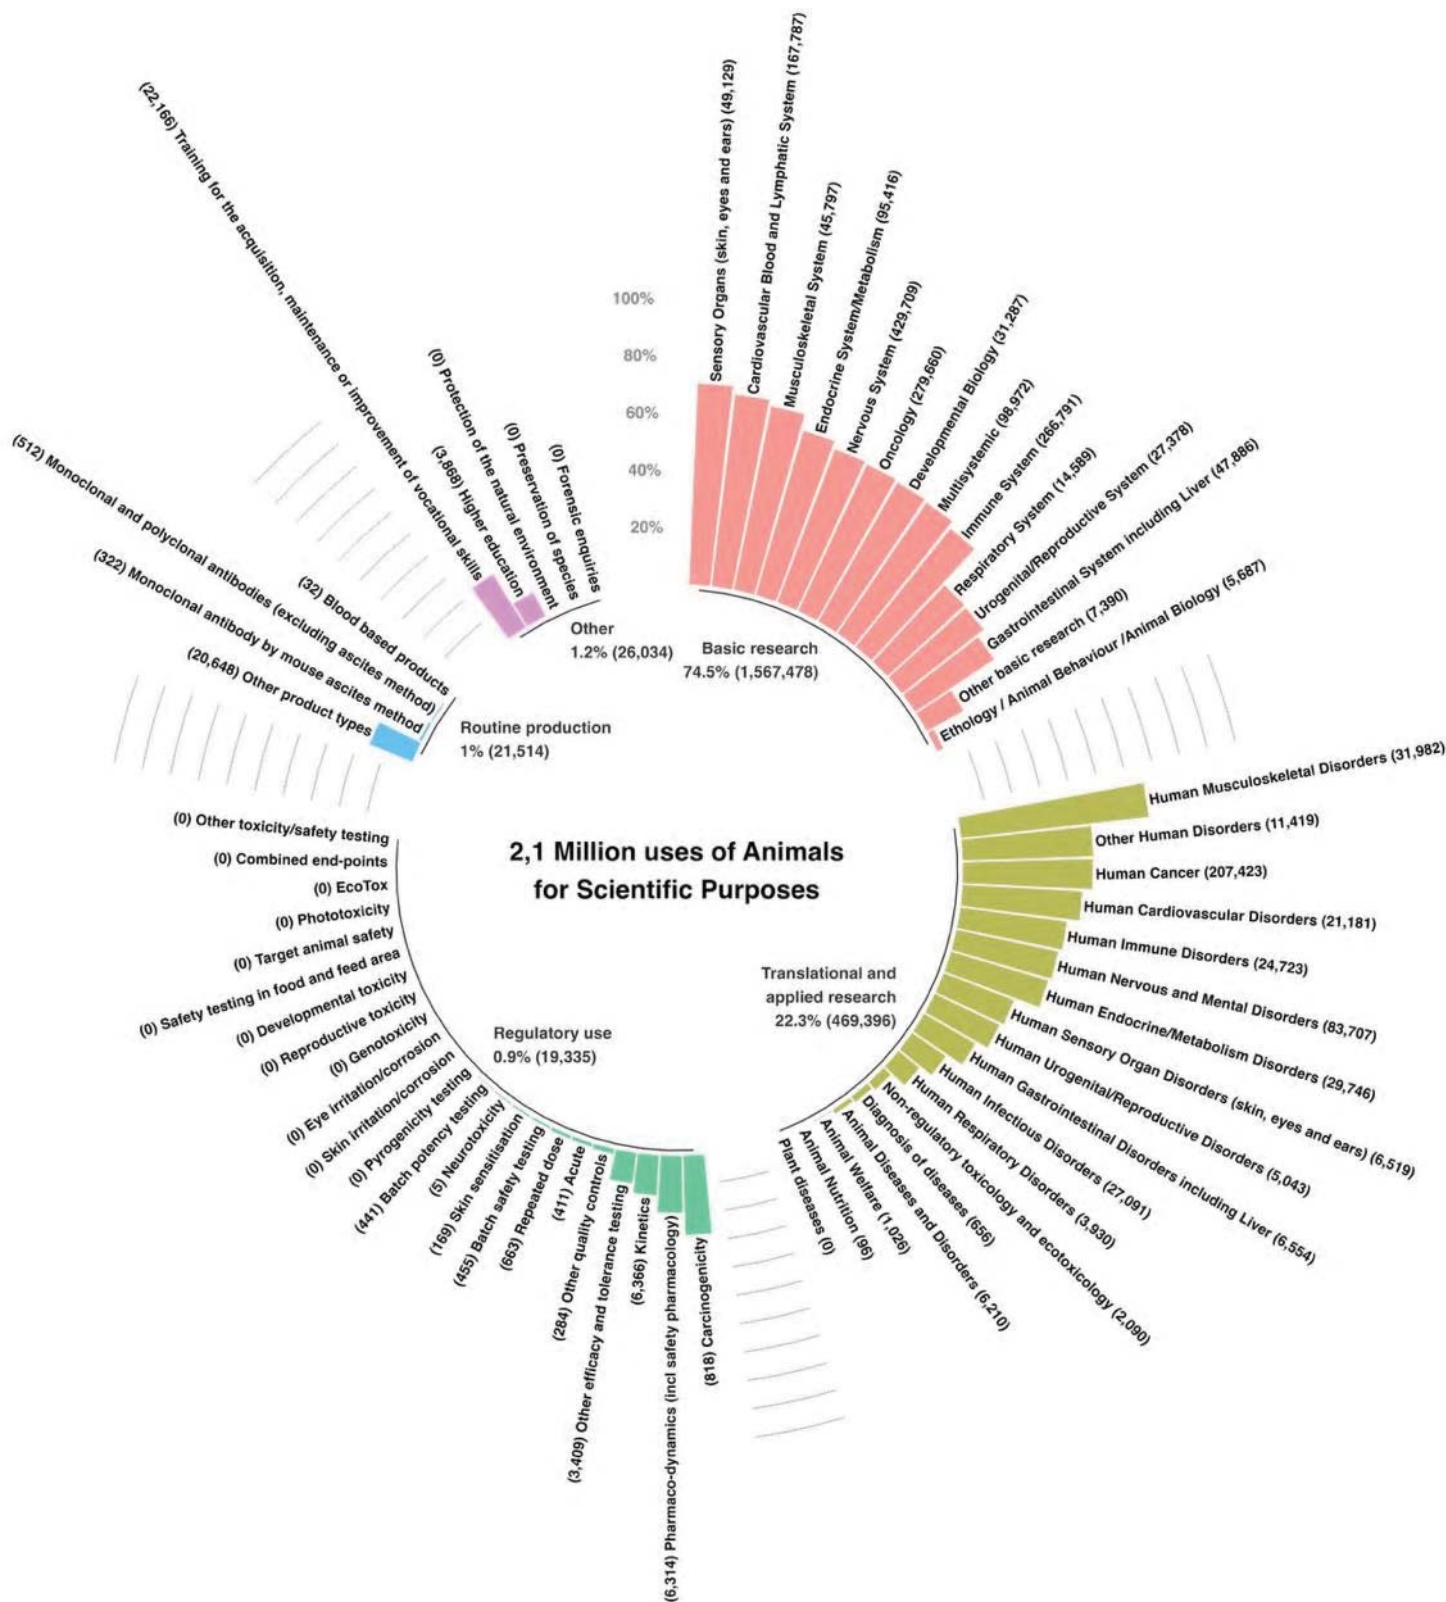 100%
80%
60%
40%
20%
Sensory Organs (skin, eyes and ears) (49,129)
Cardiovascular Blood and Lymphatic System (167,787)
Musculoskeletal System (45,797)
Endocrine System/Metabolism (95,416)
Nervous System (429,709)
Oncology (279,660)
Developmental Biology (31,287)
Multisystemic (98,972)
Immune System (266,791)
Respiratory System (14,589)
Urogenital/Reproductive System (27,378)
Gastrointestinal System including Liver (47,886)
Other basic research (7,390)
Ethology / Animal Behaviour /Animal Biology (5,687)
Basic research
74.5% (1,567,478)
Human Musculoskeletal Disorders (31,982)
Other Human Disorders (11,419)
Human Cancer (207,423)
Human Cardiovascular Disorders (21,181)
Human Immune Disorders (24,723)
Human Nervous and Mental Disorders (83,707)
Human Endocrine/Metabolism Disorders (29,746)
Human Sensory Organ Disorders (skin, eyes and ears) (6,519)
Human Urogenital/Reproductive Disorders (5,043)
Human Gastrointestinal Disorders including Liver (6,554)
Human Infectious Disorders (27,091)
Human Respiratory Disorders (3,930)
Non-regulatory toxicology and ecotoxicology (2,090)
Diagnosis of diseases (656)
Animal Diseases and Disorders (6,210)
Animal Welfare (1,026)
Animal Nutrition (96)
Plant diseases (0)
Translational and
applied research
22.3% (469,396)
(818) Carcinogenicity
(6,314) Pharmaco-dynamics (incl safety pharmacology)
(6,366) Kinetics
(3,409) Other efficacy and tolerance testing
(284) Other quality controls
(411) Acute
(663) Repeated dose
(455) Batch safety testing
(169) Skin sensitisation
(5) Neurotoxicity
(441) Batch potency testing
(0) Pyrogenicity testing
(0) Skin irritation/corrosion
(0) Eye irritation/corrosion
(0) Genotoxicity
(0) Reproductive toxicity
(0) Developmental toxicity
(0) Safety testing in food and feed area
(0) Target animal safety
(0) Phototoxicity
(0) EcoTox
(0) Combined end-points
(0) Other toxicity/safety testing
Regulatory use
0.9% (19,335)
(20,648) Other product types
(322) Monoclonal antibody by mouse ascites method
(512) Monoclonal and polyclonal antibodies (excluding ascites method)
(32) Blood based products
Routine production
1% (21,514)
(22,166) Training for the acquisition, maintenance or improvement of vocational skills
(3,868) Higher education
(0) Protection of the natural environment
(0) Preservation of species
(0) Forensic enquiries
Other
1.2% (26,034)
2,1 Million uses of Animals
for Scientific Purposes